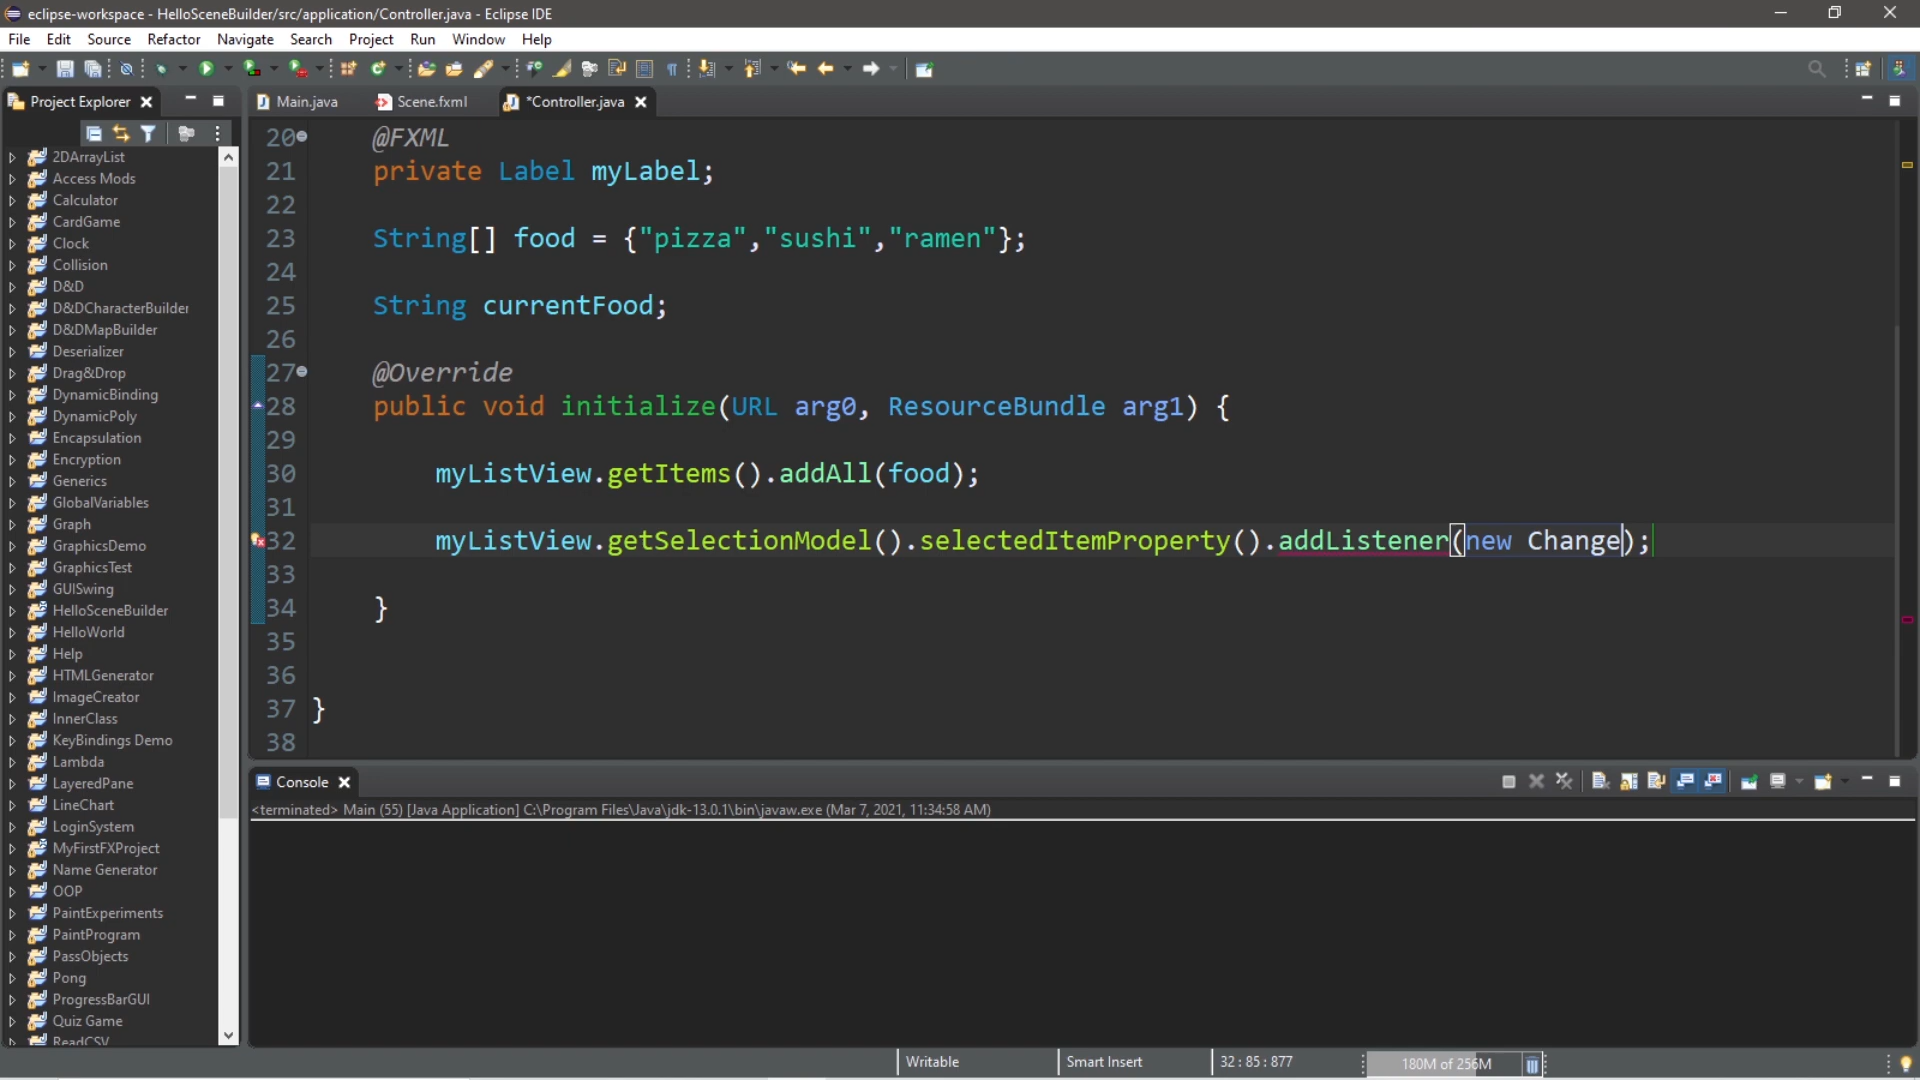 eclipse-workspace - HelloSceneBuilder/src/application/Controller.java - Eclipse IDE
File Edit Source Refactor Navigate Search Project Run Window Help
Project Explorer
Main.java Scene.fxml *Controller.java
2DArrayList
Access Mods
Calculator
CardGame
Clock
Collision
D&D
D&DCharacterBuilder
D&DMapBuilder
Deserializer
Drag&Drop
DynamicBinding
DynamicPoly
Encapsulation
Encryption
Generics
GlobalVariables
Graph
GraphicsDemo
GraphicsTest
GUISwing
HelloSceneBuilder
HelloWorld
Help
HTMLGenerator
ImageCreator
InnerClass
KeyBindings Demo
Lambda
LayeredPane
LineChart
LoginSystem
MyFirstFXProject
Name Generator
OOP
PaintExperiments
PaintProgram
PassObjects
Pong
ProgressBarGUI
Quiz Game
ReadCSV
20 @FXML
21 private Label myLabel;
22
23 String[] food = {"pizza","sushi","ramen"};
24
25 String currentFood;
26
27 @Override
28 public void initialize(URL arg0, ResourceBundle arg1) {
29
30 myListView.getItems().addAll(food);
31
32 myListView.getSelectionModel().selectedItemProperty().addListener(new Change);
33
34 }
35
36
37 }
38
Console
<terminated> Main (55) [Java Application] C:\Program Files\Java\jdk-13.0.1\bin\javaw.exe (Mar 7, 2021, 11:34:58 AM)
Writable Smart Insert 32 : 85 : 877 180M of 256M